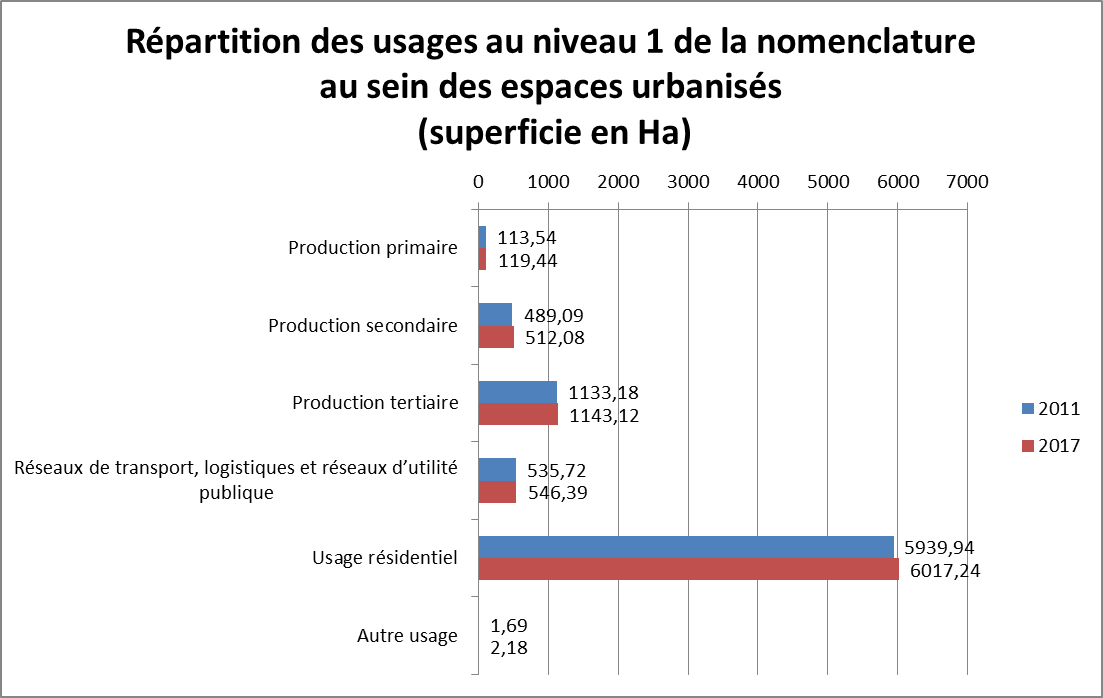 Répartition des usages au niveau 1 de la nomenclature
au sein des espaces urbanisés
(superficie en Ha)
0 1000 2000 3000 4000 5000 6000 7000
Production primaire
113,54
119,44
Production secondaire
489,09
512,08
Production tertiaire
1133,18
1143,12
Réseaux de transport, logistiques et réseaux d’utilité
publique
535,72
546,39
Usage résidentiel
5939,94
6017,24
Autre usage
1,69
2,18
2011
2017